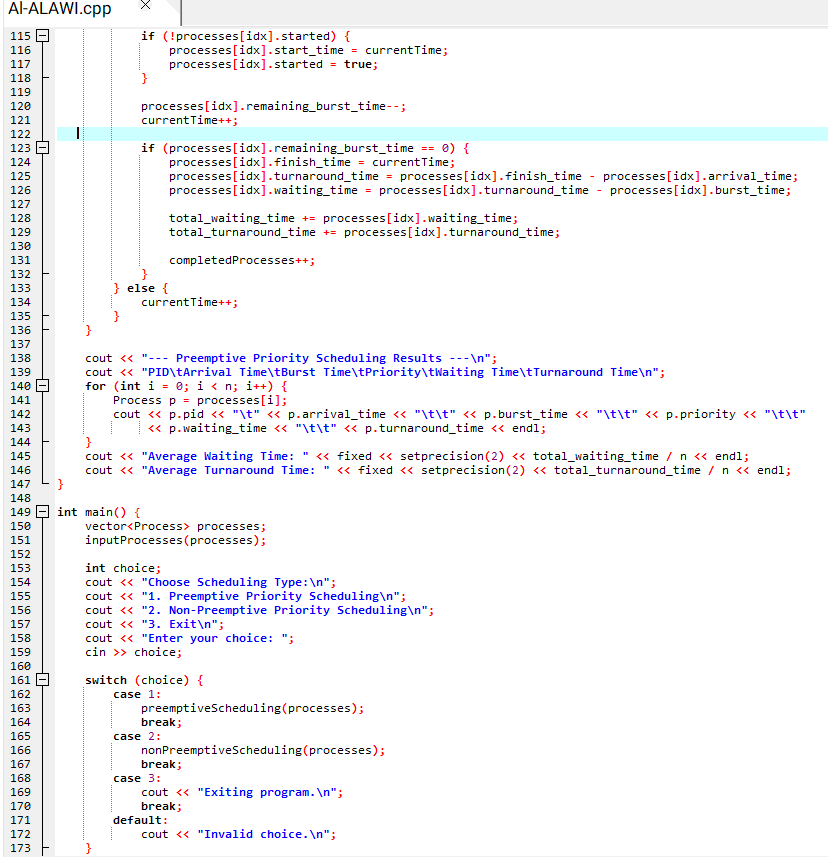 Al-ALAWI.cpp ×
115 if (!processes[idx].started) {
116 processes[idx].start_time = currentTime;
117 processes[idx].started = true;
118 }
119
120 processes[idx].remaining_burst_time--;
121 currentTime++;
122
123 if (processes[idx].remaining_burst_time == 0) {
124 processes[idx].finish_time = currentTime;
125 processes[idx].turnaround_time = processes[idx].finish_time - processes[idx].arrival_time;
126 processes[idx].waiting_time = processes[idx].turnaround_time - processes[idx].burst_time;
127
128 total_waiting_time += processes[idx].waiting_time;
129 total_turnaround_time += processes[idx].turnaround_time;
130
131 completedProcesses++;
132 }
133 } else {
134 currentTime++;
135 }
136 }
137
138 cout << "--- Preemptive Priority Scheduling Results ---\n";
139 cout << "PID\tArrival Time\tBurst Time\tPriority\tWaiting Time\tTurnaround Time\n";
140 for (int i = 0; i < n; i++) {
141 Process p = processes[i];
142 cout << p.pid << "\t" << p.arrival_time << "\t\t" << p.burst_time << "\t\t" << p.priority << "\t\t"
143 << p.waiting_time << "\t\t" << p.turnaround_time << endl;
144 }
145 cout << "Average Waiting Time: " << fixed << setprecision(2) << total_waiting_time / n << endl;
146 cout << "Average Turnaround Time: " << fixed << setprecision(2) << total_turnaround_time / n << endl;
147 }
148
149 int main() {
150 vector<Process> processes;
151 inputProcesses(processes);
152
153 int choice;
154 cout << "Choose Scheduling Type:\n";
155 cout << "1. Preemptive Priority Scheduling\n";
156 cout << "2. Non-Preemptive Priority Scheduling\n";
157 cout << "3. Exit\n";
158 cout << "Enter your choice: ";
159 cin >> choice;
160
161 switch (choice) {
162 case 1:
163 preemptiveScheduling(processes);
164 break;
165 case 2:
166 nonPreemptiveScheduling(processes);
167 break;
168 case 3:
169 cout << "Exiting program.\n";
170 break;
171 default:
172 cout << "Invalid choice.\n";
173 }